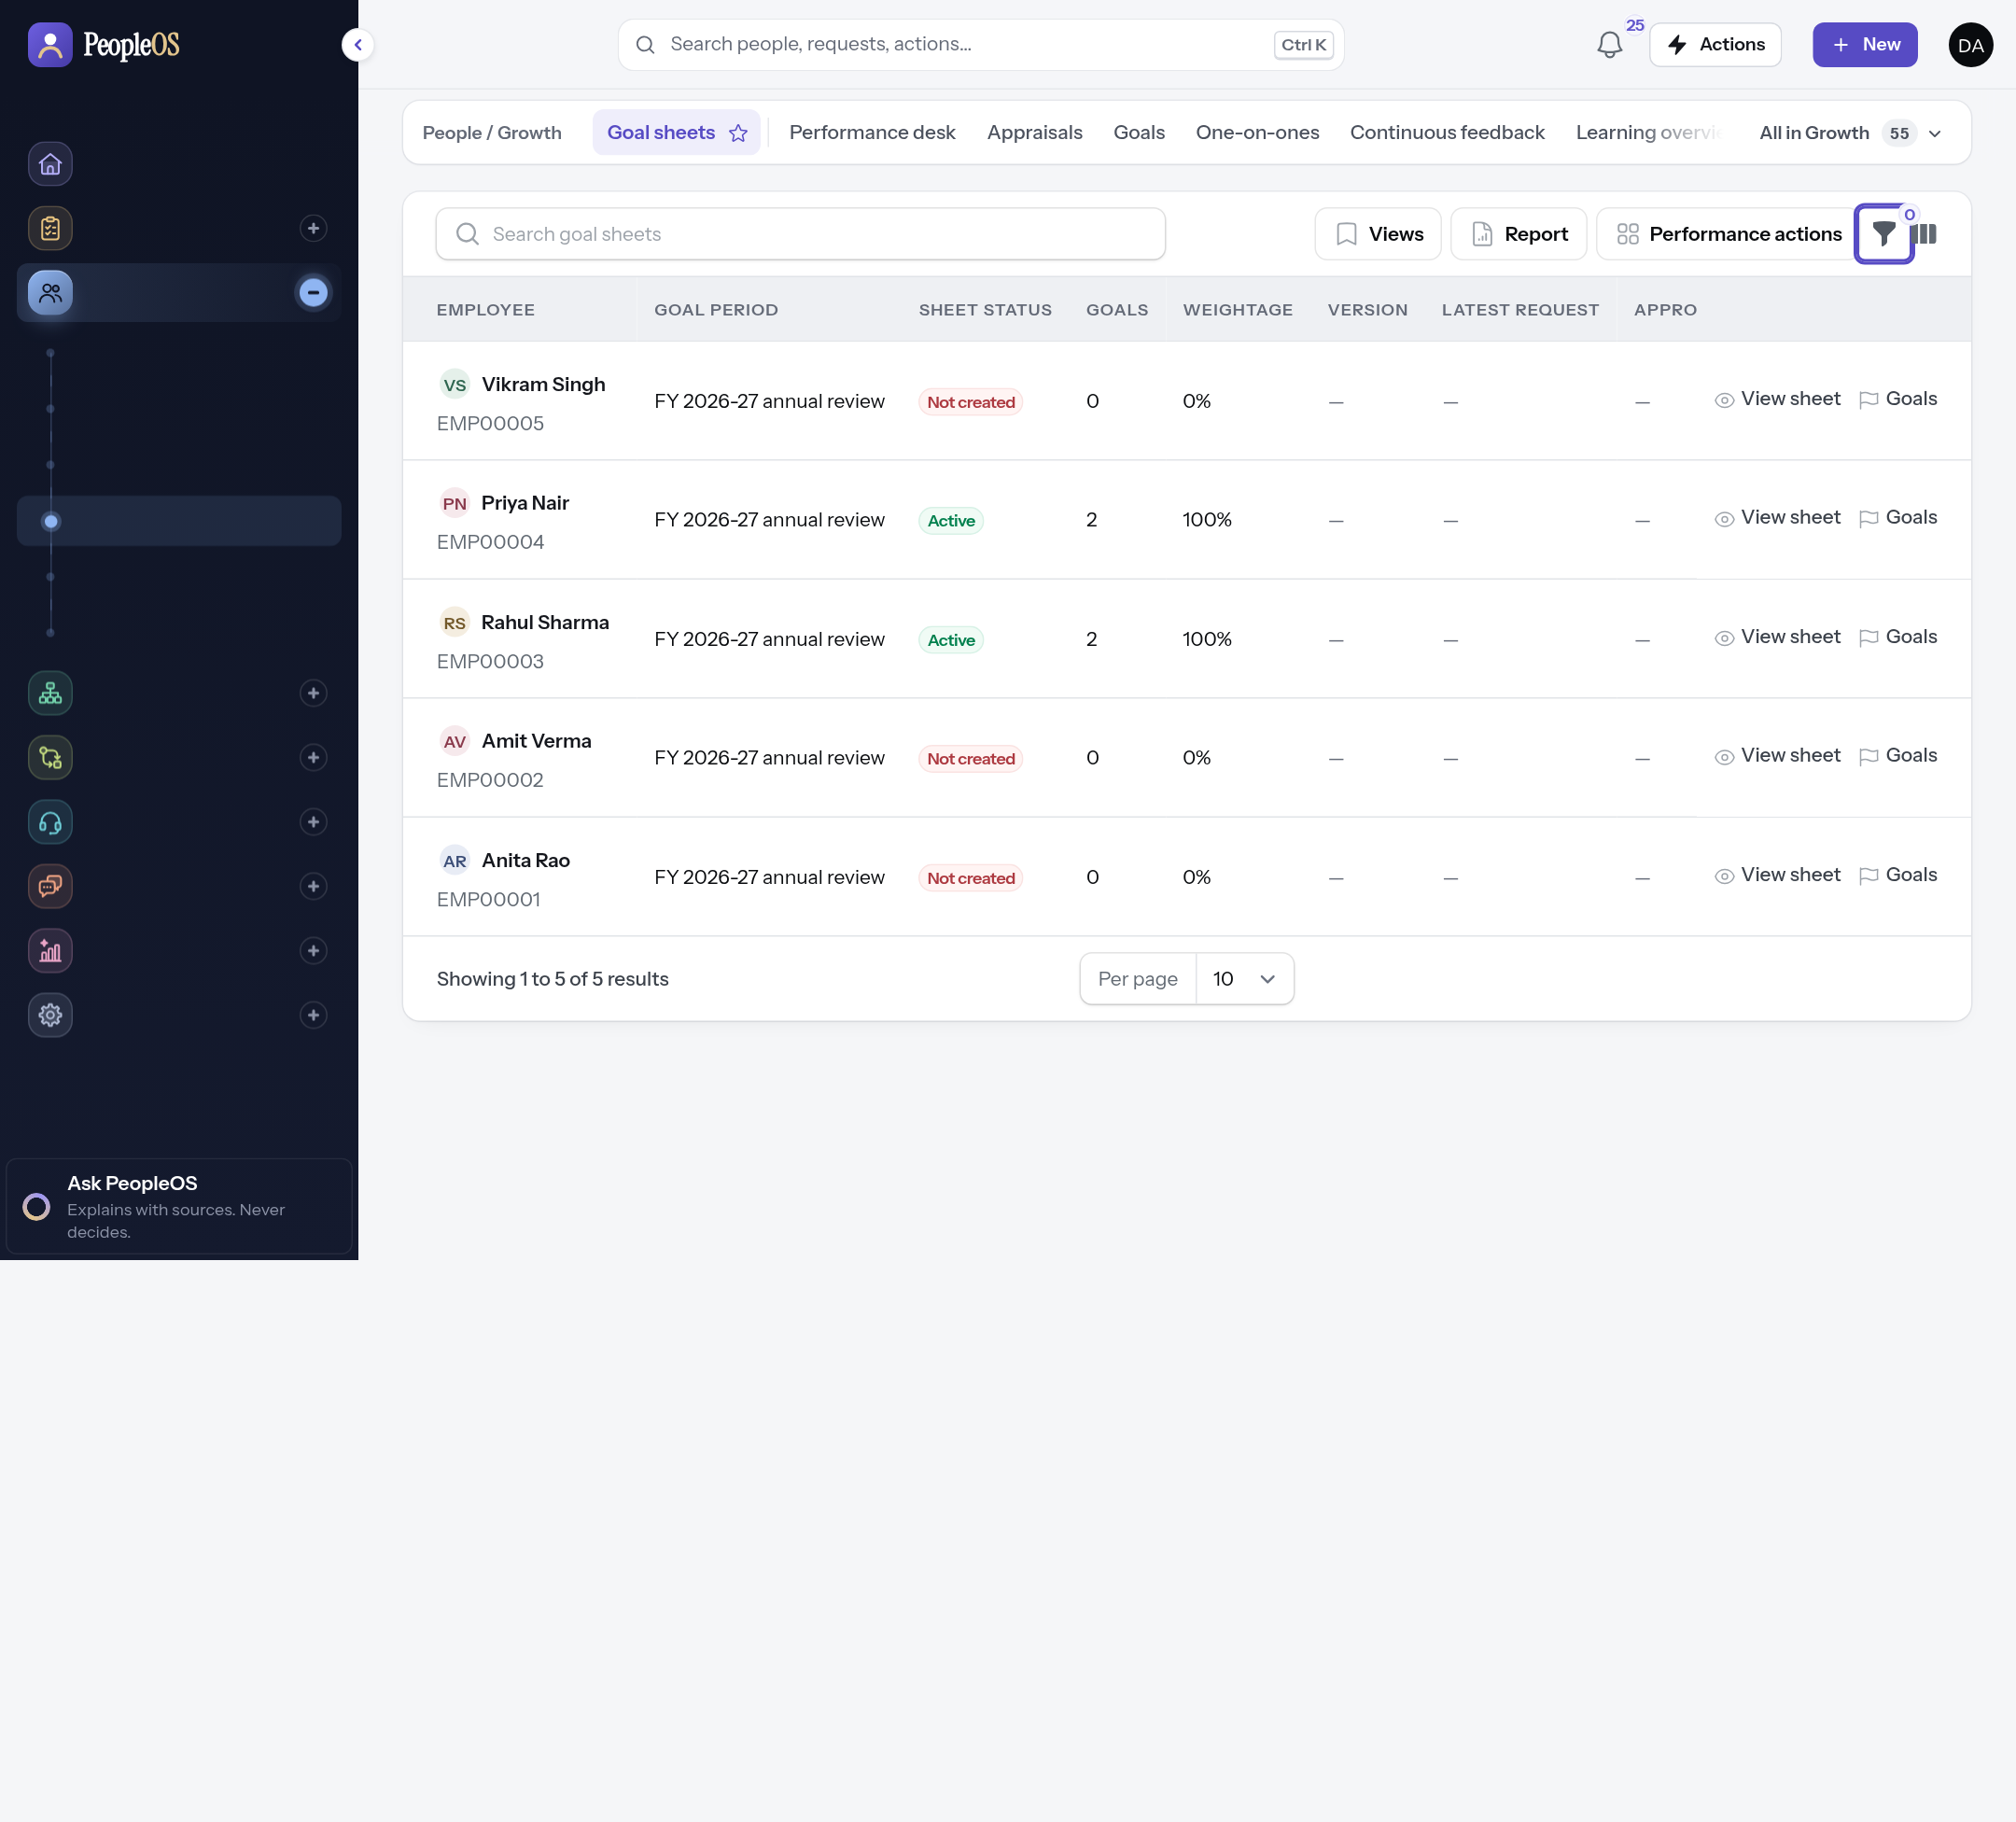 PeopleOS
Search people, requests, actions...
Ctrl K
25
Actions
New
DA
People / Growth
Goal sheets
Performance desk
Appraisals
Goals
One-on-ones
Continuous feedback
Learning overvi
All in Growth
55
Search goal sheets
Views
Report
Performance actions
0
EMPLOYEE GOAL PERIOD SHEET STATUS GOALS WEIGHTAGE VERSION LATEST REQUEST APPRO
VS Vikram Singh
EMP00005
FY 2026-27 annual review Not created 0 0% — — — View sheet Goals
PN Priya Nair
EMP00004
FY 2026-27 annual review Active 2 100% — — — View sheet Goals
RS Rahul Sharma
EMP00003
FY 2026-27 annual review Active 2 100% — — — View sheet Goals
AV Amit Verma
EMP00002
FY 2026-27 annual review Not created 0 0% — — — View sheet Goals
AR Anita Rao
EMP00001
FY 2026-27 annual review Not created 0 0% — — — View sheet Goals
Showing 1 to 5 of 5 results
Per page 10
Ask PeopleOS
Explains with sources. Never
decides.